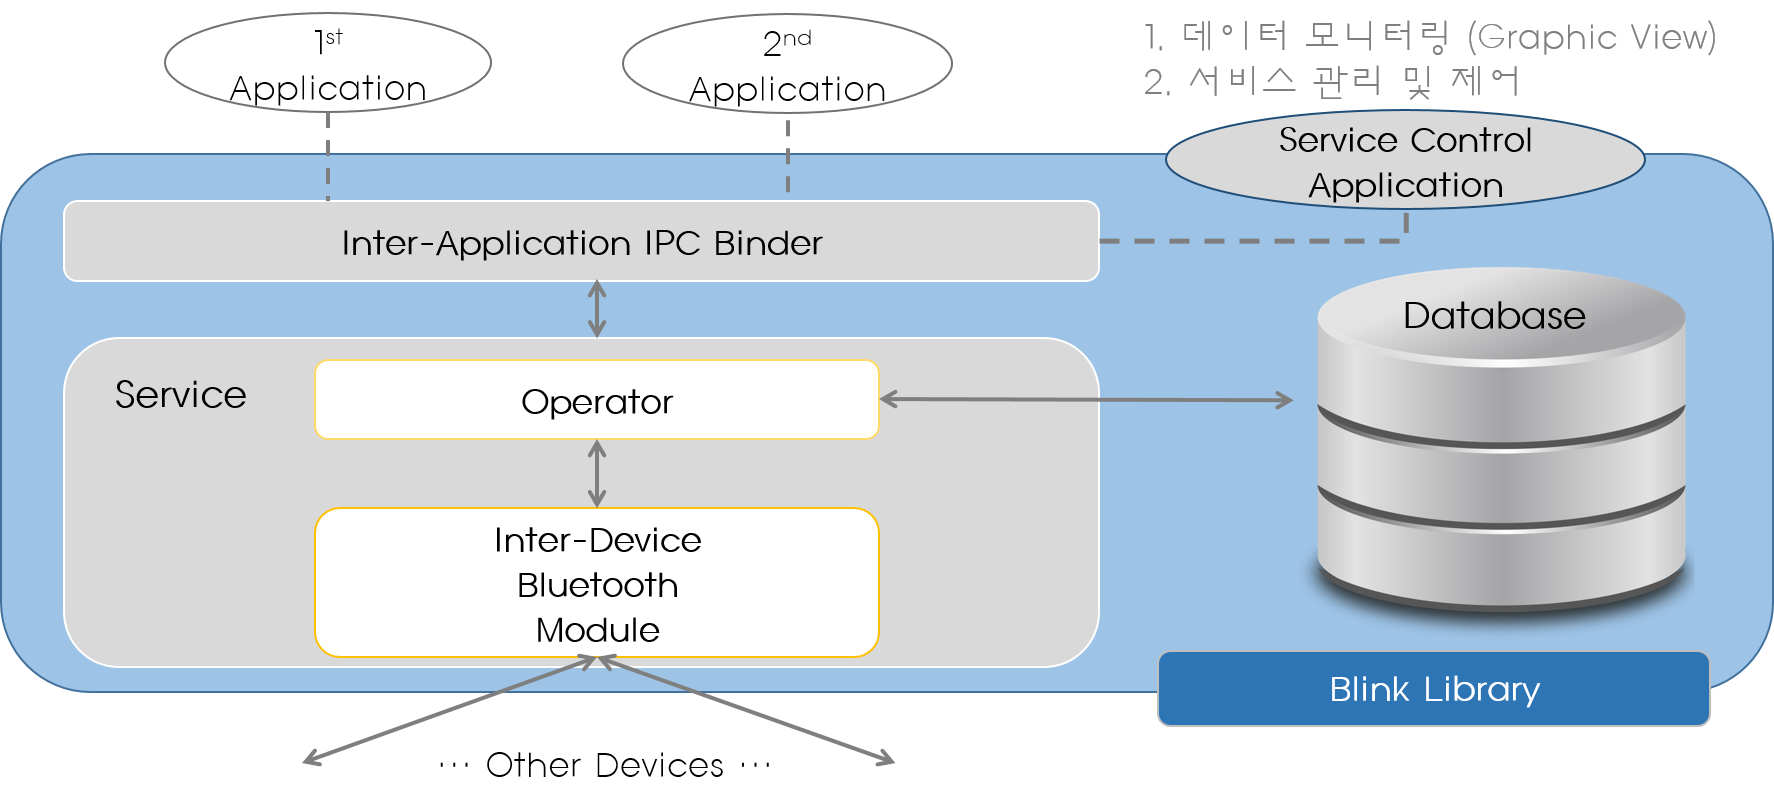 1st
Application
2nd
Application
1. 데이터 모니터링 (Graphic View)
2. 서비스 관리 및 제어
Service Control
Application
Inter-Application IPC Binder
Database
Service
Operator
Inter-Device
Bluetooth
Module
Blink Library
··· Other Devices ···